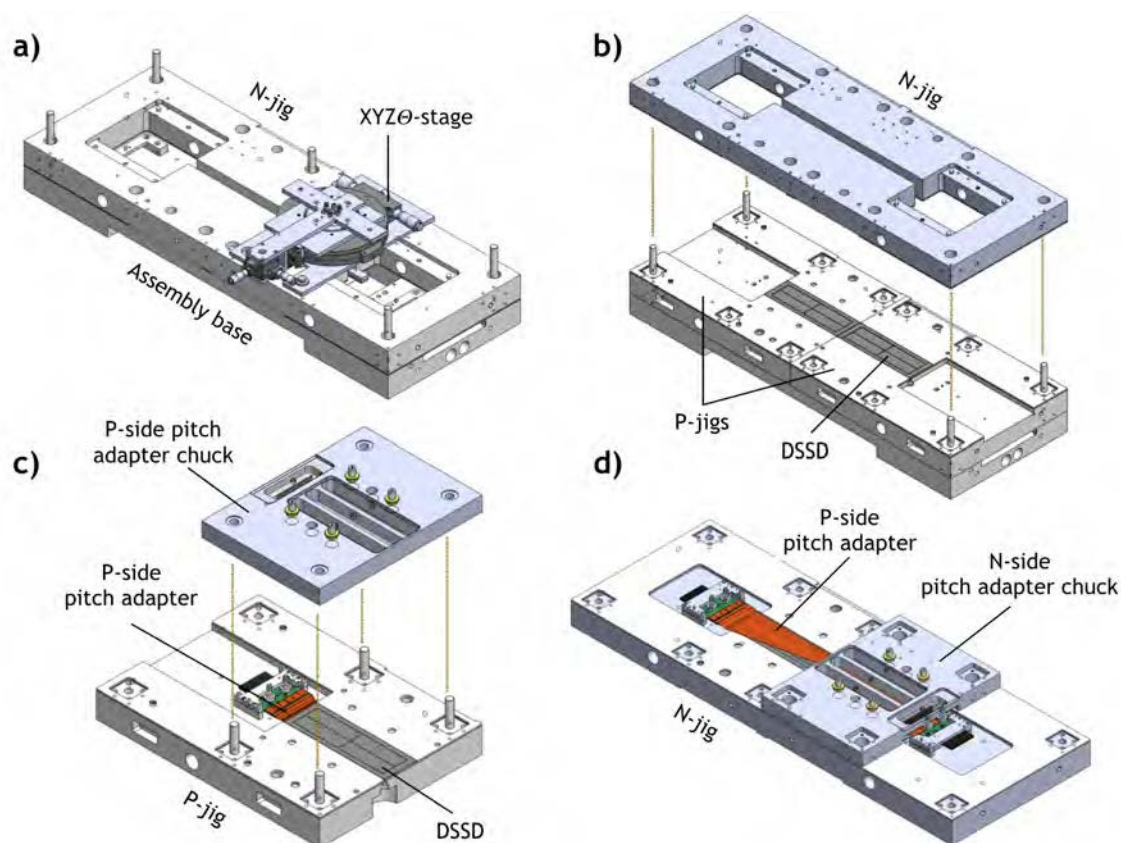 a)
N-jig
XYZΘ-stage
Assembly base
b)
N-jig
P-jigs
DSSD
c)
P-side pitch
adapter chuck
P-side
pitch adapter
P-jig
DSSD
d)
P-side
pitch adapter
N-side
pitch adapter chuck
N-jig